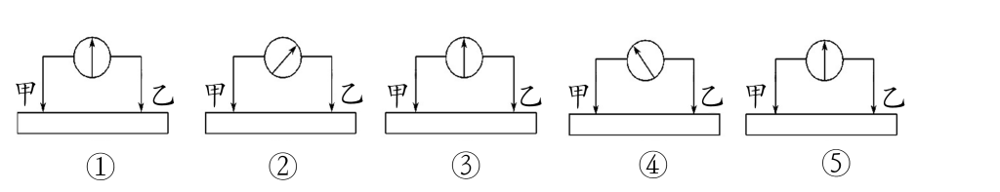 甲 乙 甲 乙 甲 乙 甲 乙 甲 乙
① ② ③ ④ ⑤